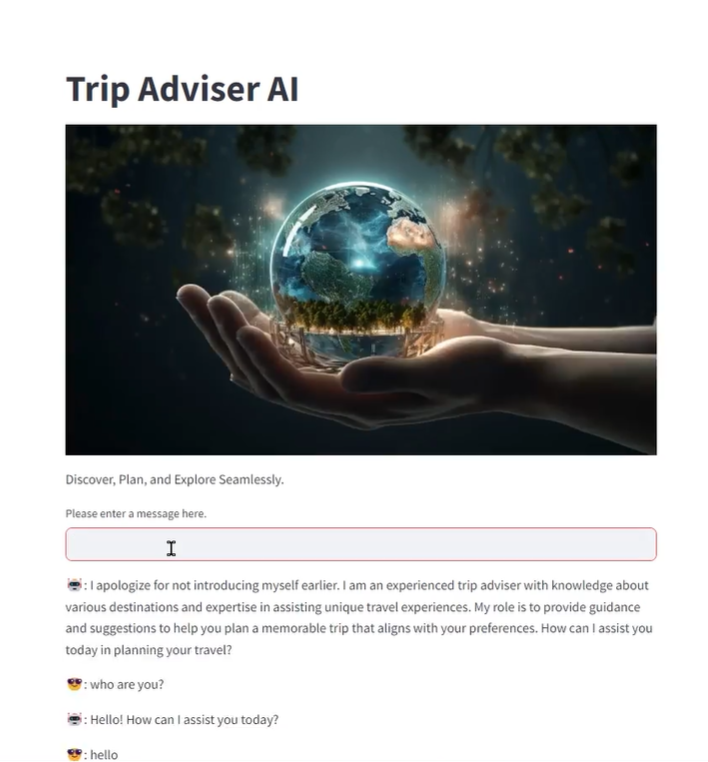 Trip Adviser AI
Discover, Plan, and Explore Seamlessly.
Please enter a message here.
: I apologize for not introducing myself earlier. I am an experienced trip adviser with knowledge about
various destinations and expertise in assisting unique travel experiences. My role is to provide guidance
and suggestions to help you plan a memorable trip that aligns with your preferences. How can I assist you
today in planning your travel?
: who are you?
: Hello! How can I assist you today?
: hello